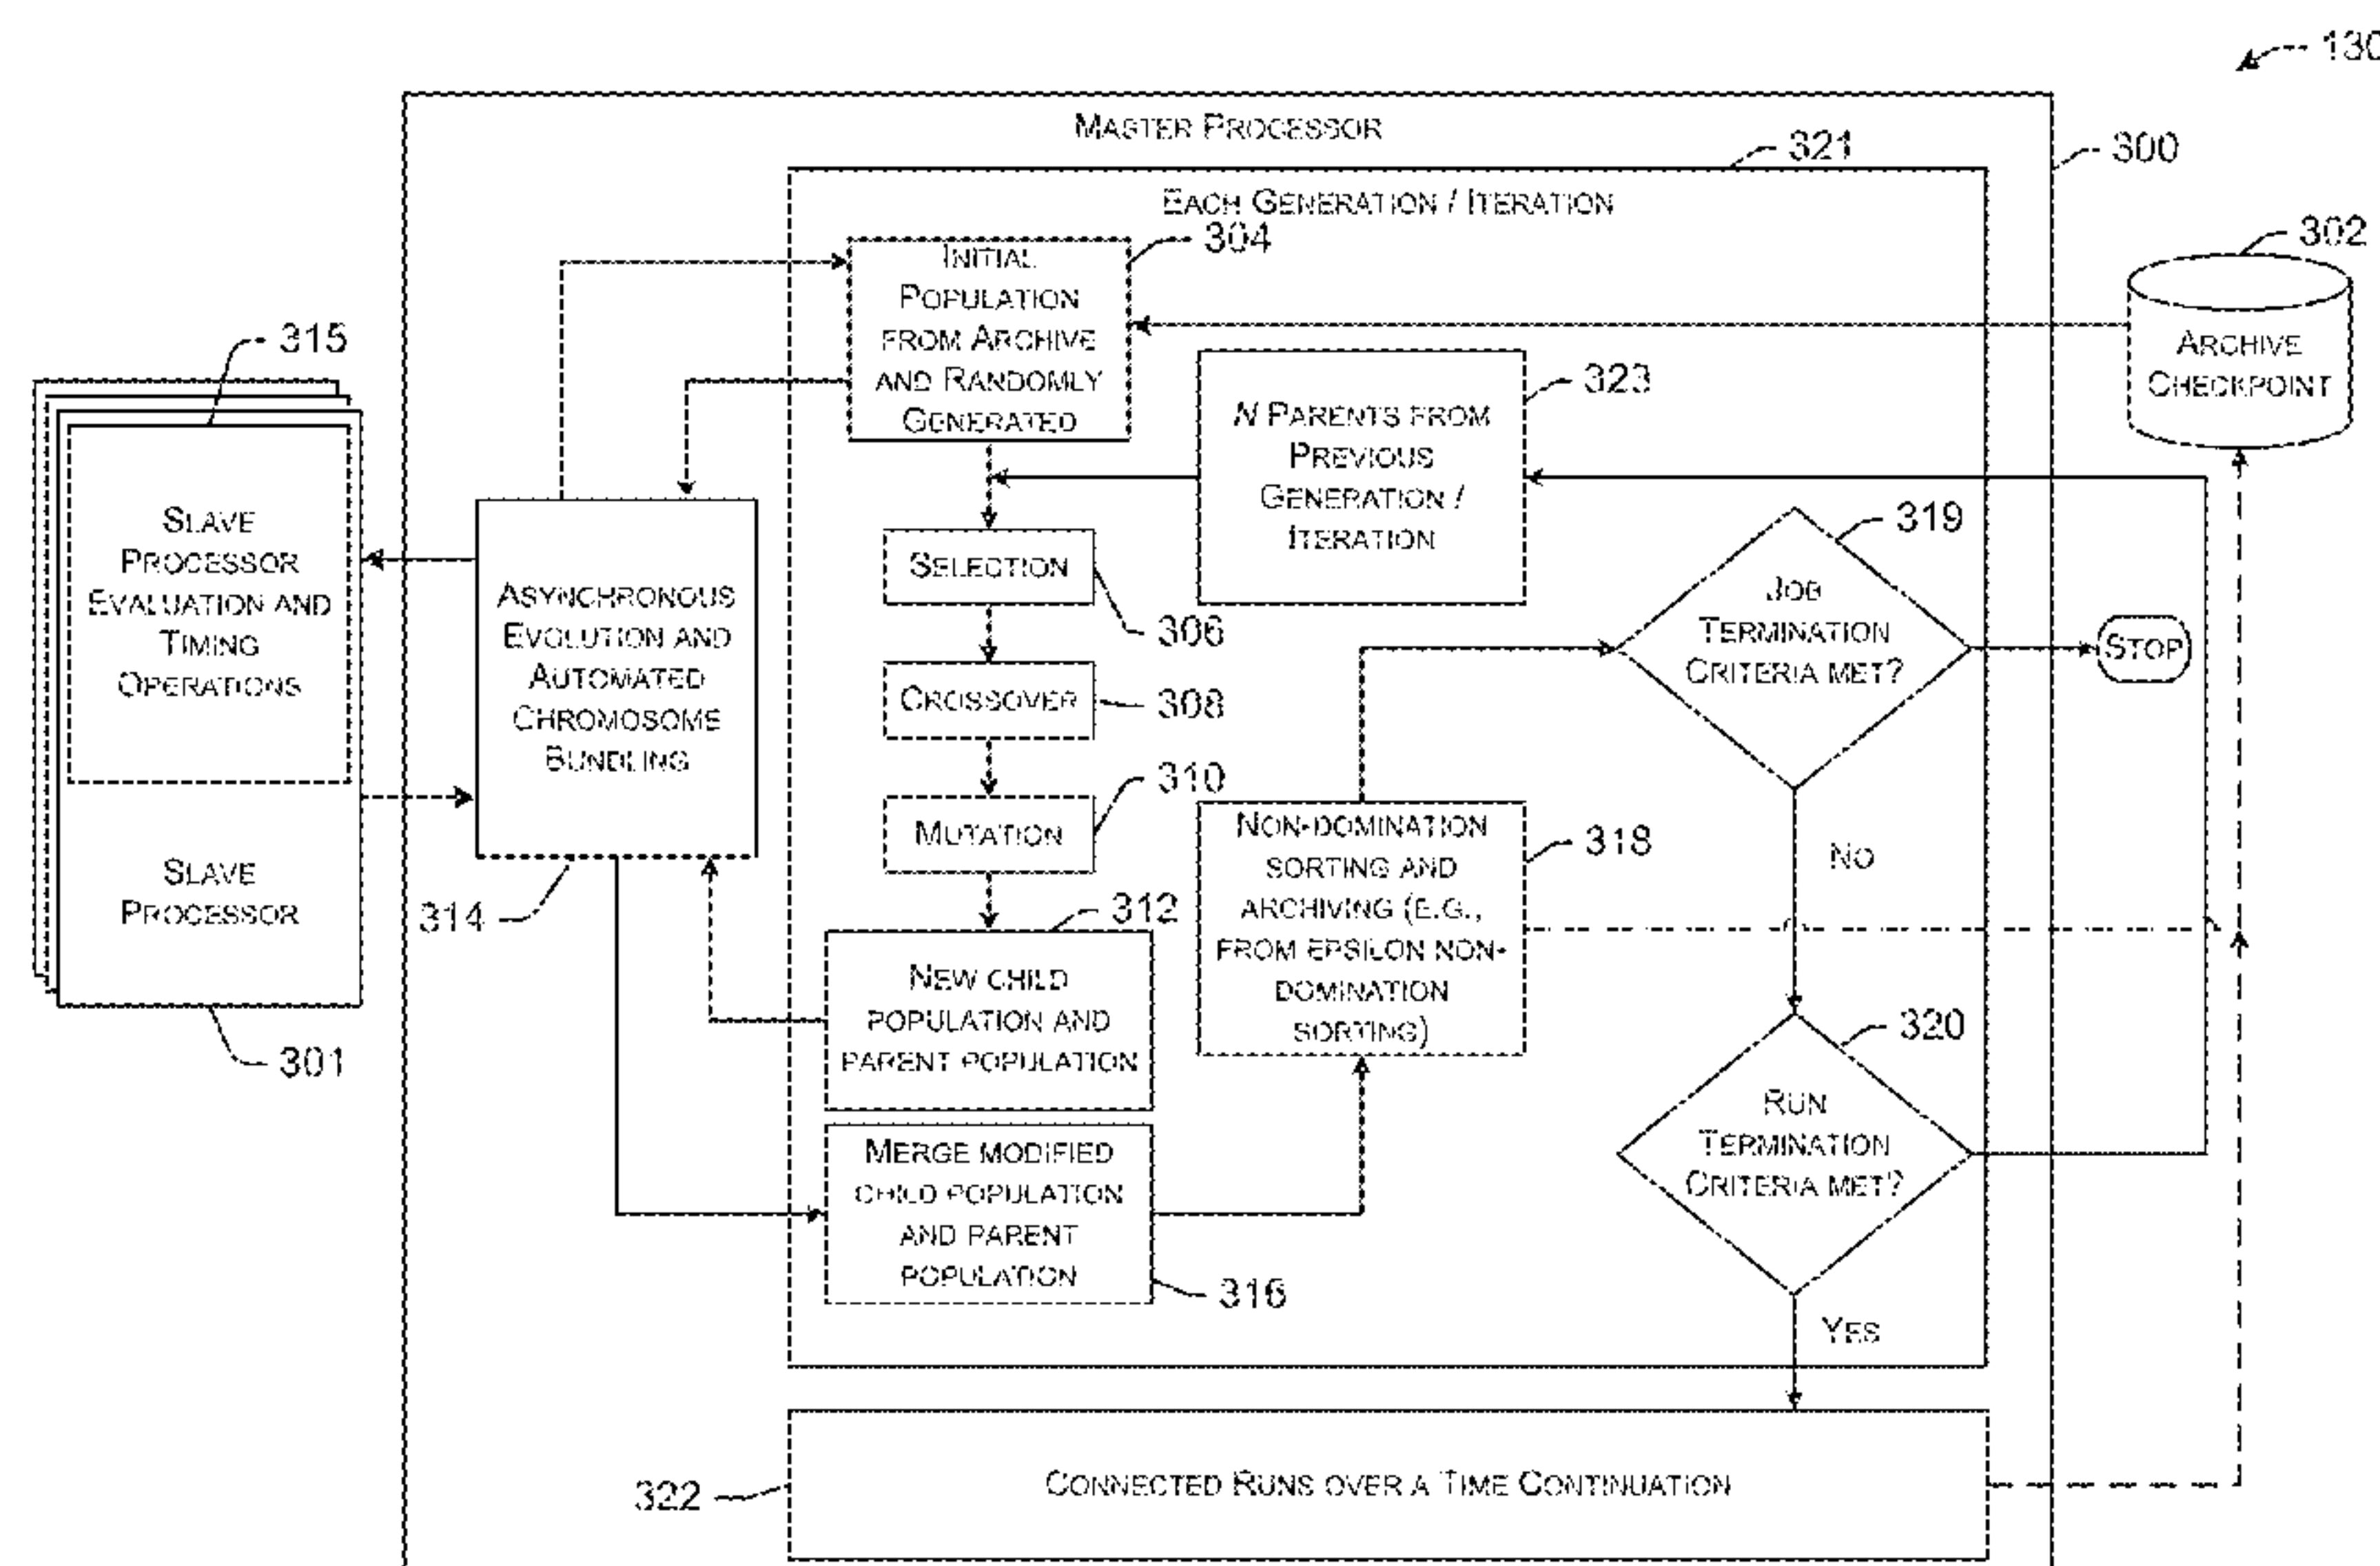 130
MASTER PROCESSOR
321
300
EACH GENERATION / ITERATION
304
302
INITIAL
POPULATION
FROM ARCHIVE
AND RANDOMLY
GENERATED
ARCHIVE
CHECKPOINT
315
323
N PARENTS FROM
PREVIOUS
GENERATION /
ITERATION
319
SLAVE
PROCESSOR
EVALUATION AND
TIMING
OPERATIONS
SELECTION
306
JOB
TERMINATION
CRITERIA MET?
STOP
ASYNCHRONOUS
EVOLUTION AND
AUTOMATED
CHROMOSOME
BUNDLING
CROSSOVER
308
310
MUTATION
NON-DOMINATION
SORTING AND
ARCHIVING (E.G.,
FROM EPSILON NON-
DOMINATION
SORTING)
318
NO
SLAVE
PROCESSOR
314
312
NEW CHILD
POPULATION AND
PARENT POPULATION
320
301
RUN
TERMINATION
CRITERIA MET?
MERGE MODIFIED
CHILD POPULATION
AND PARENT
POPULATION
316
YES
322
CONNECTED RUNS OVER A TIME CONTINUATION